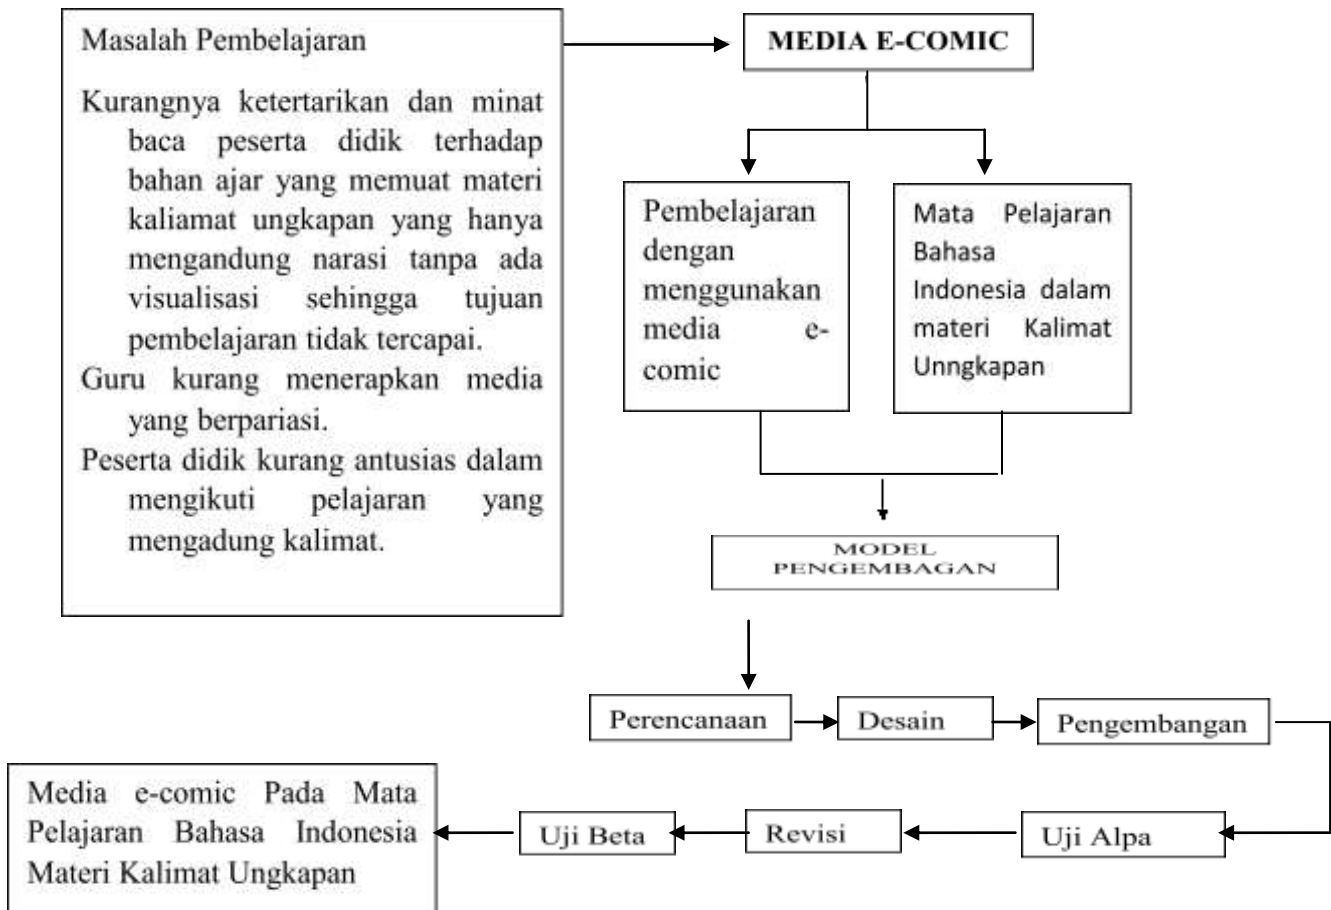 Masalah Pembelajaran
Kurangnya ketertarikan dan minat
baca peserta didik terhadap
bahan ajar yang memuat materi
kaliamat ungkapan yang hanya
mengandung narasi tanpa ada
visualisasi sehingga tujuan
pembelajaran tidak tercapai.
Guru kurang menerapkan media
yang berpariasi.
Peserta didik kurang antusias dalam
mengikuti pelajaran yang
mengadung kalimat.
MEDIA E-COMIC
Pembelajaran
dengan
menggunakan
media e-
comic
Mata Pelajaran
Bahasa
Indonesia dalam
materi Kalimat
Unngkapan
MODEL
PENGEMBAGAN
Perencanaan
Desain
Pengembangan
Uji Alpa
Revisi
Uji Beta
Media e-comic Pada Mata
Pelajaran Bahasa Indonesia
Materi Kalimat Ungkapan